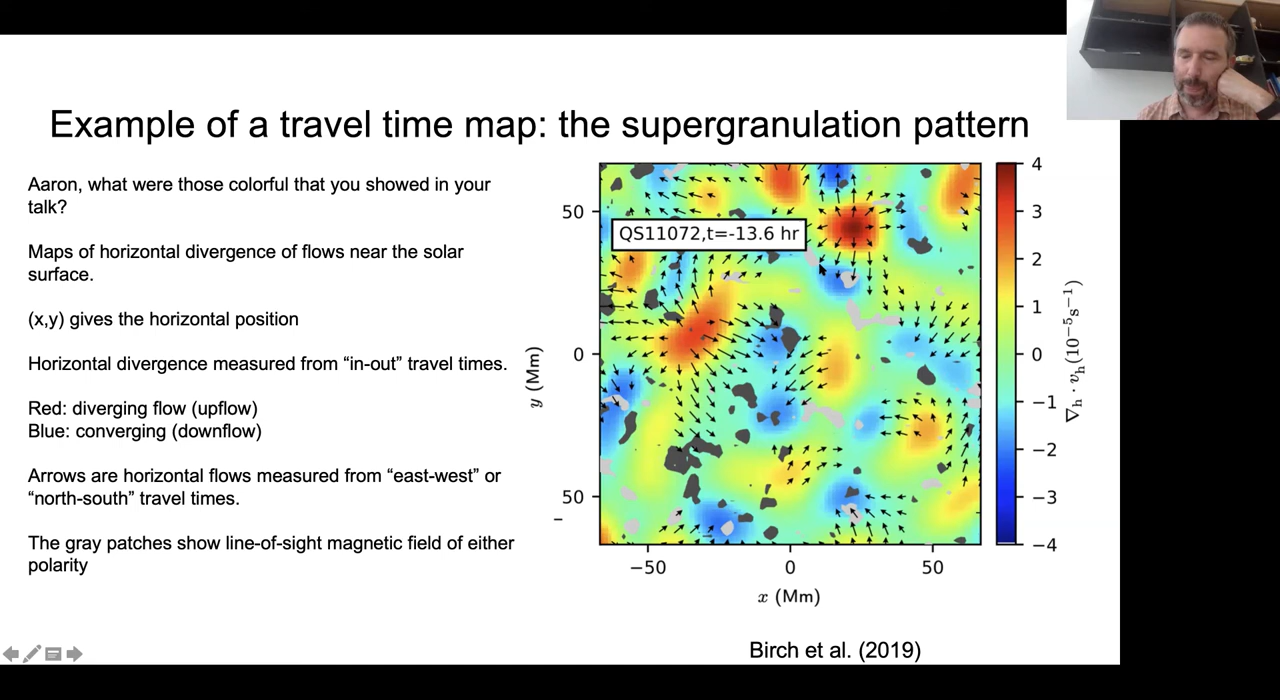 Example of a travel time map: the supergranulation pattern
Aaron, what were those colorful that you showed in your
talk?
Maps of horizontal divergence of flows near the solar
surface.
(x,y) gives the horizontal position
Horizontal divergence measured from “in-out” travel times.
Red: diverging flow (upflow)
Blue: converging (downflow)
Arrows are horizontal flows measured from “east-west” or
“north-south” travel times.
The gray patches show line-of-sight magnetic field of either
polarity
QS11072,t=-13.6 hr
50
0
50
−
y (Mm)
−50
0
50
x (Mm)
4
3
2
1
0
−1
−2
−3
−4
∇h · vh(10−5s−1)
Birch et al. (2019)